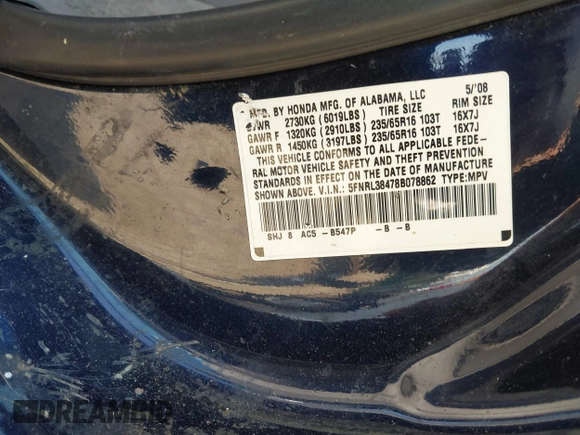 MFD. BY HONDA MFG. OF ALABAMA, LLC 5/'08
GVWR 2730KG (6019LBS) TIRE SIZE RIM SIZE
GAWR F 1320KG (2910LBS) 235/65R16 103T 16X7J
GAWR R 1450KG (3197LBS) 235/65R16 103T 16X7J
THIS VEHICLE CONFORMS TO ALL APPLICABLE FEDE-
RAL MOTOR VEHICLE SAFETY AND THEFT PREVENTION
STANDARDS IN EFFECT ON THE DATE OF MANUFACTURE
SHOWN ABOVE. V.I.N.: 5FNRL38478B078862 TYPE:MPV
SHJ 8 AC5 -B547P -B -B
DREAMBID